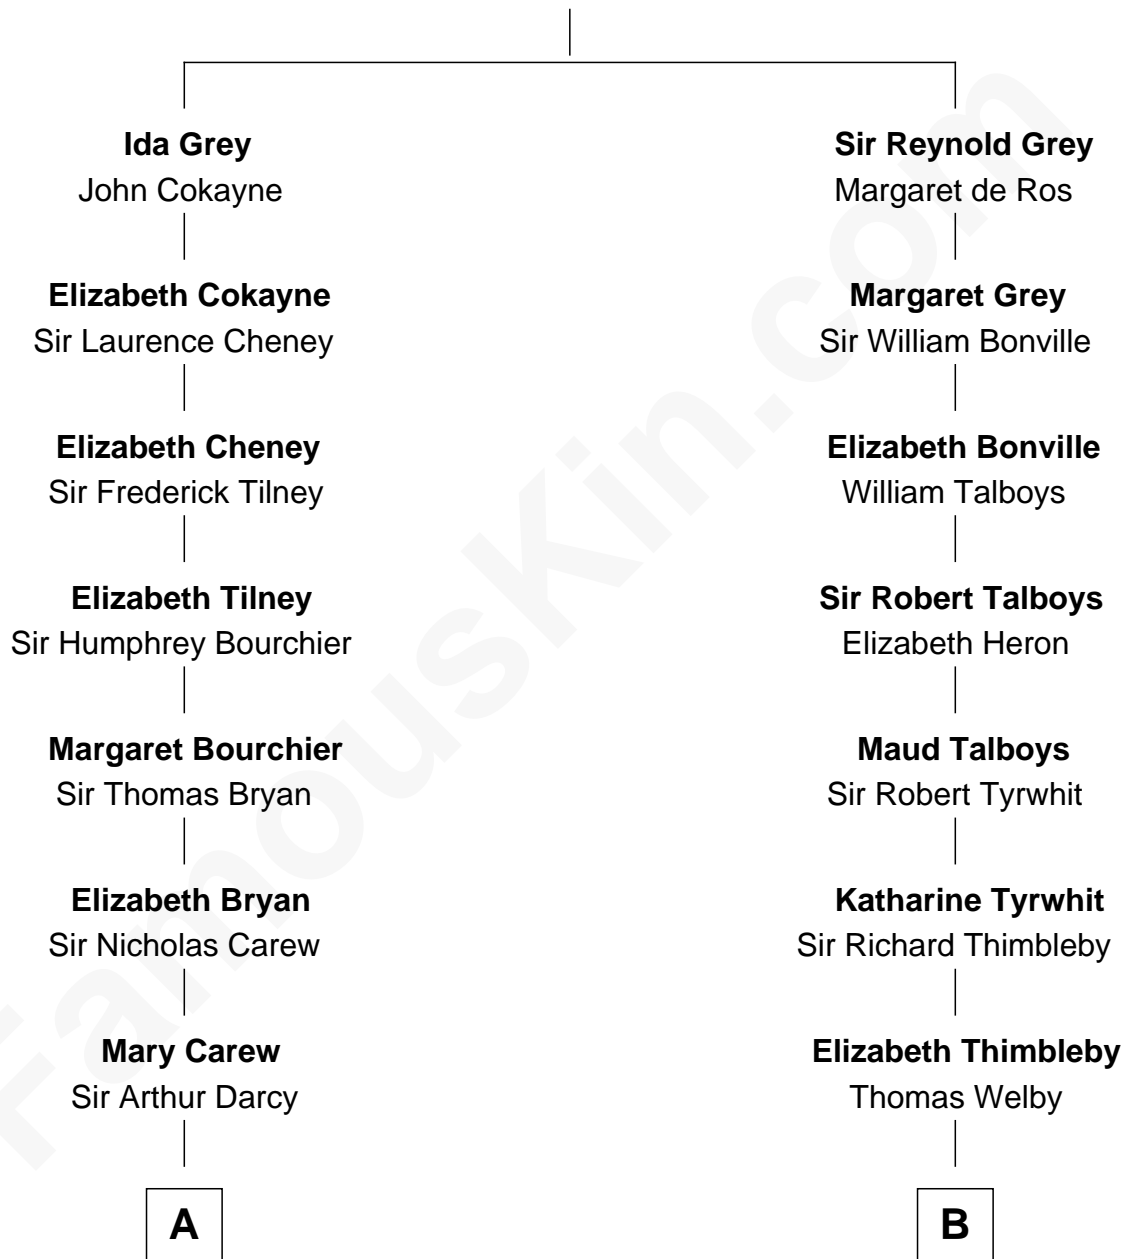 Ida Grey
John Cokayne
Elizabeth Cokayne
Sir Laurence Cheney
Elizabeth Cheney
Sir Frederick Tilney
Elizabeth Tilney
Sir Humphrey Bourchier
Margaret Bourchier
Sir Thomas Bryan
Elizabeth Bryan
Sir Nicholas Carew
Mary Carew
Sir Arthur Darcy
A
Sir Reynold Grey
Margaret de Ros
Margaret Grey
Sir William Bonville
Elizabeth Bonville
William Talboys
Sir Robert Talboys
Elizabeth Heron
Maud Talboys
Sir Robert Tyrwhit
Katharine Tyrwhit
Sir Richard Thimbleby
Elizabeth Thimbleby
Thomas Welby
B
FamousKin.com